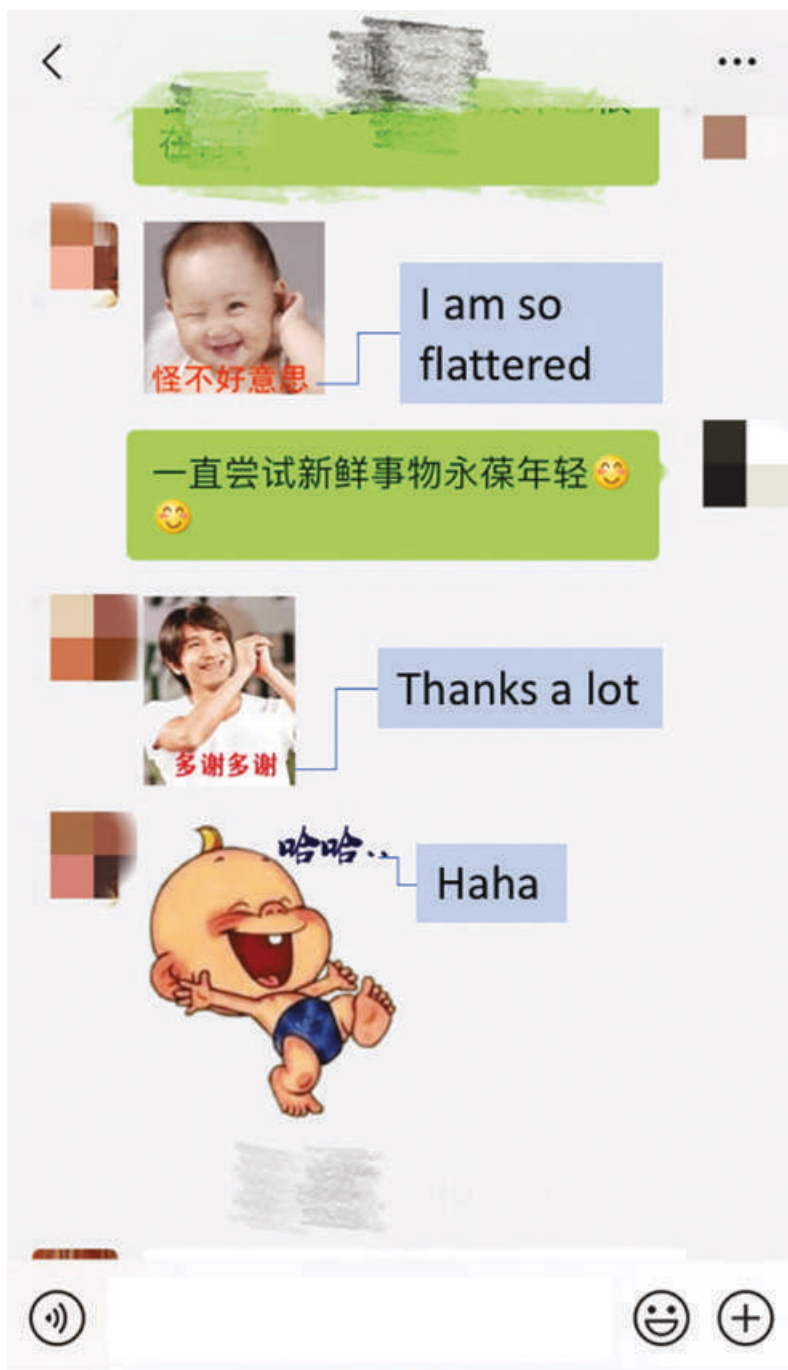 在
怪不好意思
I am so
flattered
一直尝试新鲜事物永葆年轻😊
😊
多谢多谢
Thanks a lot
哈哈..
Haha